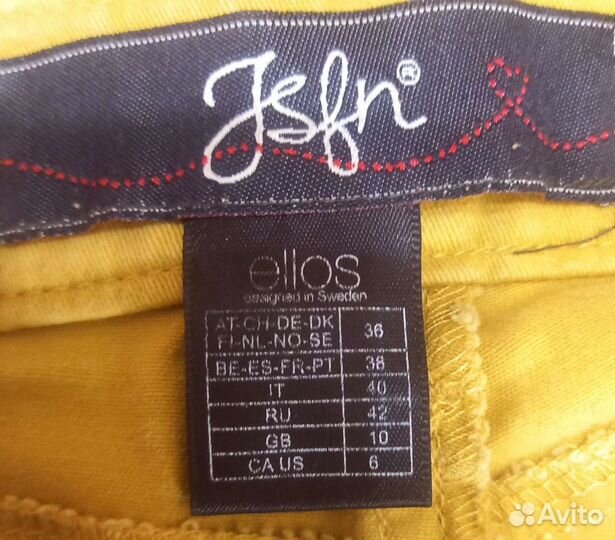 Jsfn®
ellos
designed in Sweden
AT-CH-DE-DK
FI-NL-NO-SE 36
BE-ES-FR-PT 38
IT 40
RU 42
GB 10
CA US 6
Avito